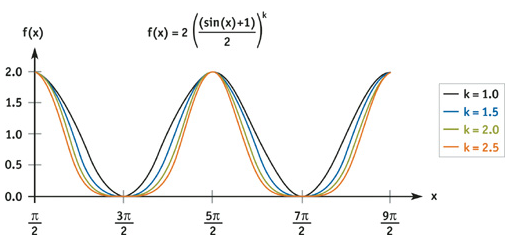 f(x)
f(x) = 2 ((sin(x)+1)/2)^k
2.0
1.5
1.0
0.5
0.0
x
π/2 3π/2 5π/2 7π/2 9π/2
k = 1.0
k = 1.5
k = 2.0
k = 2.5